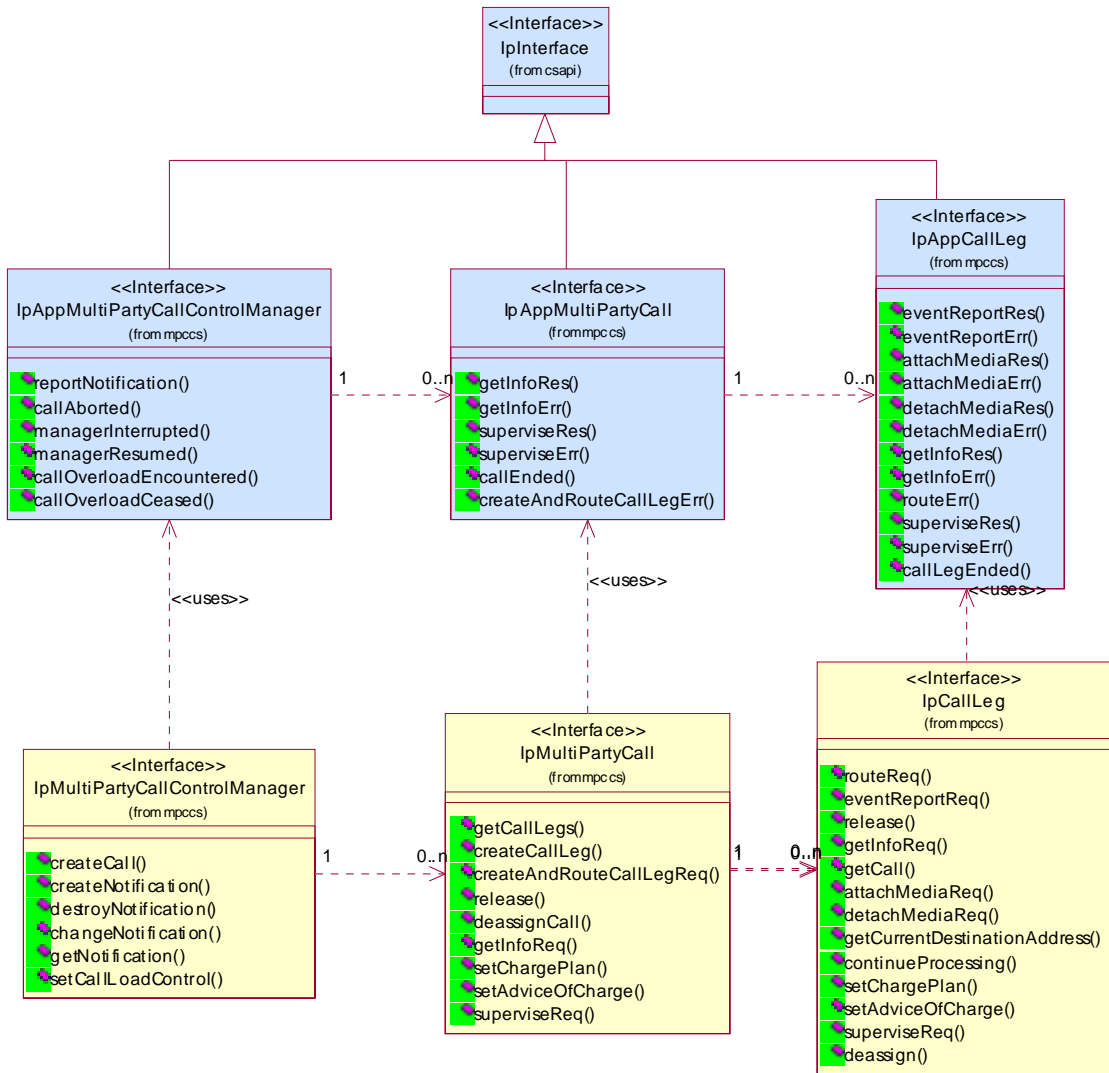 <<Interface>>
IpInterface
(from csapi)
<<Interface>>
IpAppCallLeg
(from mpccs)
eventReportRes()
eventReportErr()
attachMediaRes()
attachMediaErr()
detachMediaRes()
detachMediaErr()
getInfoRes()
getInfoErr()
routeErr()
superviseRes()
superviseErr()
callLegEnded()
<<Interface>>
IpAppMultiPartyCallControlManager
(from mpccs)
reportNotification()
callAborted()
managerInterrupted()
managerResumed()
callOverloadEncountered()
callOverloadCeased()
1
0..n
<<Interface>>
IpAppMultiPartyCall
(from mpccs)
getInfoRes()
getInfoErr()
superviseRes()
superviseErr()
callEnded()
createAndRouteCallLegErr()
1
0..n
<<uses>>
<<uses>>
<<uses>>
<<Interface>>
IpMultiPartyCallControlManager
(from mpccs)
createCall()
createNotification()
destroyNotification()
changeNotification()
getNotification()
setCallLoadControl()
1
0..n
<<Interface>>
IpMultiPartyCall
(from mpccs)
getCallLegs()
createCallLeg()
createAndRouteCallLegReq()
release()
deassignCall()
getInfoReq()
setChargePlan()
setAdviceOfCharge()
superviseReq()
1
1
0..n
0..n
<<Interface>>
IpCallLeg
(from mpccs)
routeReq()
eventReportReq()
release()
getInfoReq()
getCall()
attachMediaReq()
detachMediaReq()
getCurrentDestinationAddress()
continueProcessing()
setChargePlan()
setAdviceOfCharge()
superviseReq()
deassign()